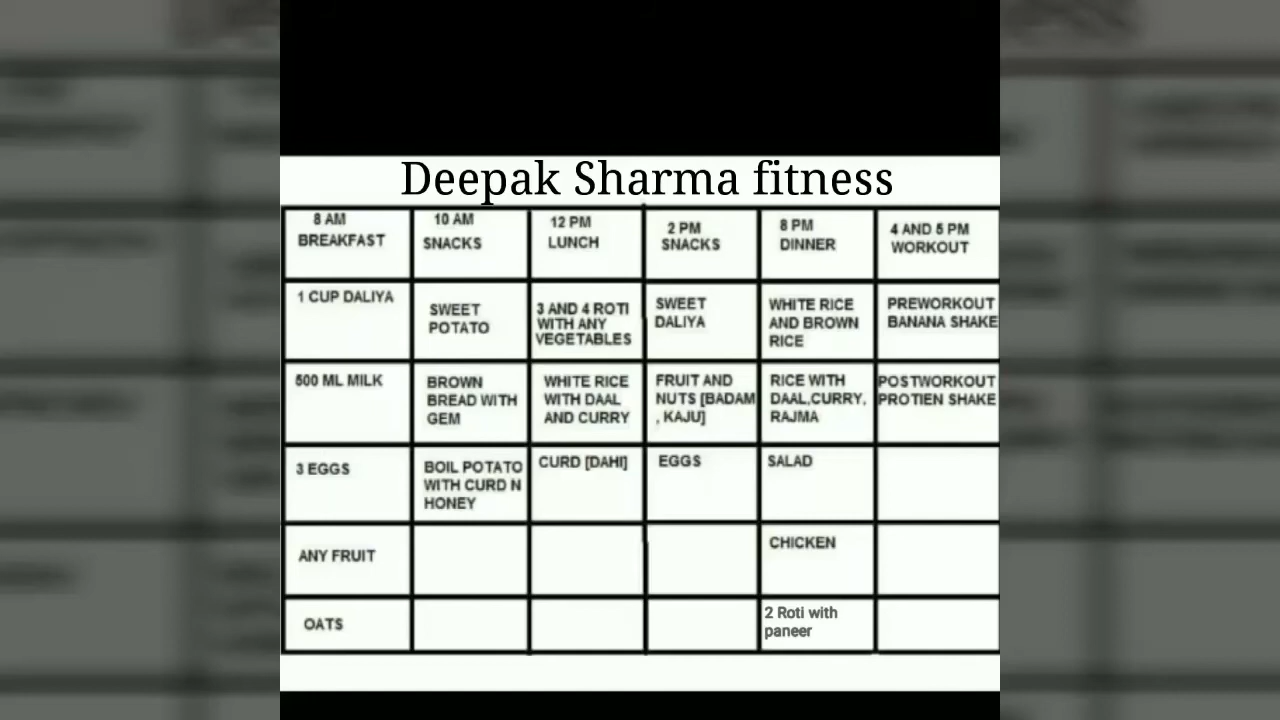 Deepak Sharma fitness
8 AM
BREAKFAST
10 AM
SNACKS
12 PM
LUNCH
2 PM
SNACKS
8 PM
DINNER
4 AND 5 PM
WORKOUT
1 CUP DALIYA
SWEET
POTATO
3 AND 4 ROTI
WITH ANY
VEGETABLES
SWEET
DALIYA
WHITE RICE
AND BROWN
RICE
PREWORKOUT
BANANA SHAKE
500 ML MILK
BROWN
BREAD WITH
GEM
WHITE RICE
WITH DAAL
AND CURRY
FRUIT AND
NUTS [BADAM
, KAJU]
RICE WITH
DAAL,CURRY,
RAJMA
POSTWORKOUT
PROTIEN SHAKE
3 EGGS
BOIL POTATO
WITH CURD N
HONEY
CURD [DAHI]
EGGS
SALAD
ANY FRUIT
CHICKEN
OATS
2 Roti with
paneer